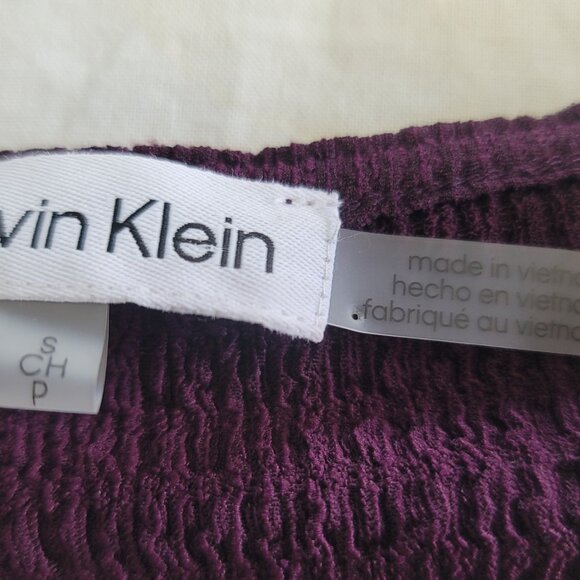 vin Klein
S
CH
P
made in vietn
hecho en vietn
fabriqué au vietn